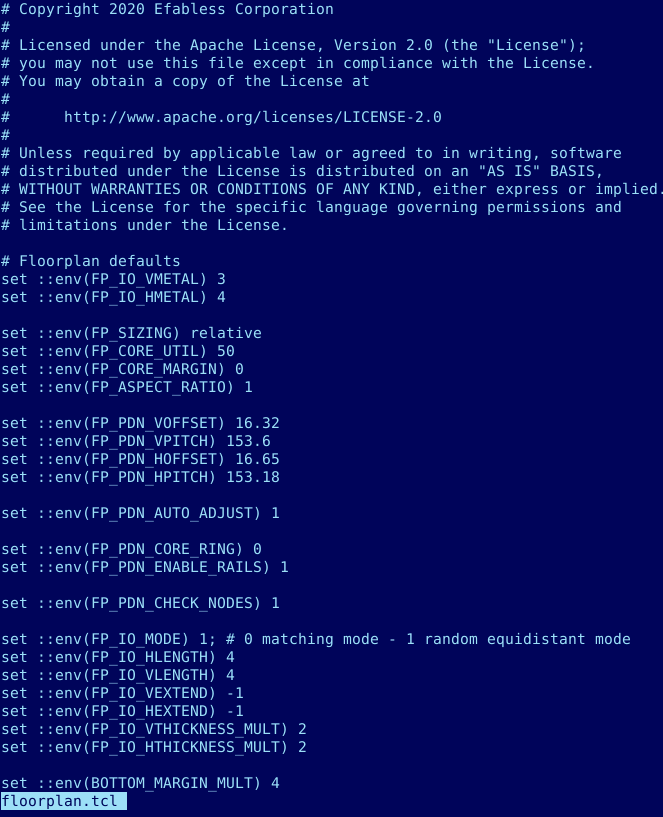 # Copyright 2020 Efabless Corporation
#
# Licensed under the Apache License, Version 2.0 (the "License");
# you may not use this file except in compliance with the License.
# You may obtain a copy of the License at
#
#      http://www.apache.org/licenses/LICENSE-2.0
#
# Unless required by applicable law or agreed to in writing, software
# distributed under the License is distributed on an "AS IS" BASIS,
# WITHOUT WARRANTIES OR CONDITIONS OF ANY KIND, either express or implied.
# See the License for the specific language governing permissions and
# limitations under the License.

# Floorplan defaults
set ::env(FP_IO_VMETAL) 3
set ::env(FP_IO_HMETAL) 4

set ::env(FP_SIZING) relative
set ::env(FP_CORE_UTIL) 50
set ::env(FP_CORE_MARGIN) 0
set ::env(FP_ASPECT_RATIO) 1

set ::env(FP_PDN_VOFFSET) 16.32
set ::env(FP_PDN_VPITCH) 153.6
set ::env(FP_PDN_HOFFSET) 16.65
set ::env(FP_PDN_HPITCH) 153.18

set ::env(FP_PDN_AUTO_ADJUST) 1

set ::env(FP_PDN_CORE_RING) 0
set ::env(FP_PDN_ENABLE_RAILS) 1

set ::env(FP_PDN_CHECK_NODES) 1

set ::env(FP_IO_MODE) 1; # 0 matching mode - 1 random equidistant mode
set ::env(FP_IO_HLENGTH) 4
set ::env(FP_IO_VLENGTH) 4
set ::env(FP_IO_VEXTEND) -1
set ::env(FP_IO_HEXTEND) -1
set ::env(FP_IO_VTHICKNESS_MULT) 2
set ::env(FP_IO_HTHICKNESS_MULT) 2

set ::env(BOTTOM_MARGIN_MULT) 4
floorplan.tcl